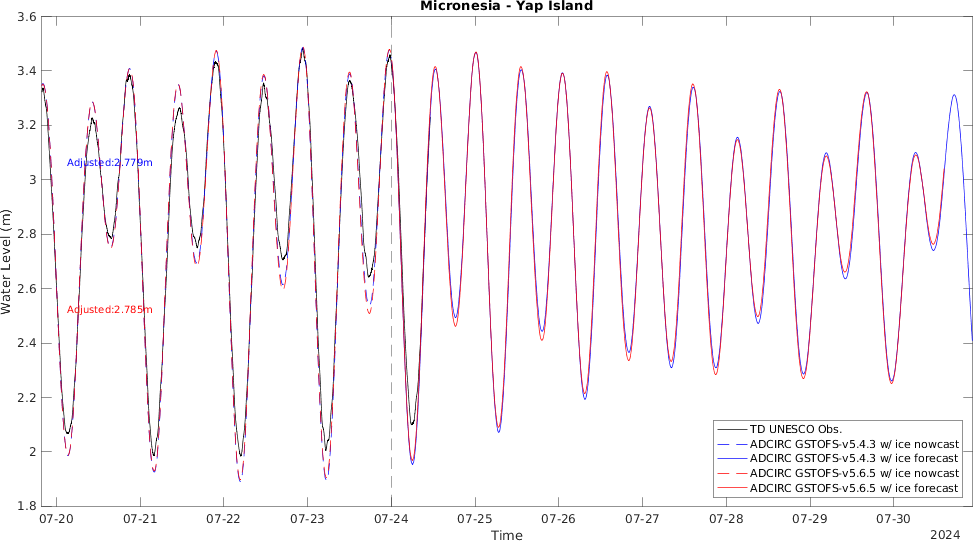 Micronesia - Yap Island
3.6
3.4
3.2
3
2.8
2.6
2.4
2.2
2
1.8
Water Level (m)
Adjusted:2.779m
Adjusted:2.785m
TD UNESCO Obs.
ADCIRC GSTOFS-v5.4.3 w/ ice nowcast
ADCIRC GSTOFS-v5.4.3 w/ ice forecast
ADCIRC GSTOFS-v5.6.5 w/ ice nowcast
ADCIRC GSTOFS-v5.6.5 w/ ice forecast
07-20 07-21 07-22 07-23 07-24 07-25 07-26 07-27 07-28 07-29 07-30
Time
2024